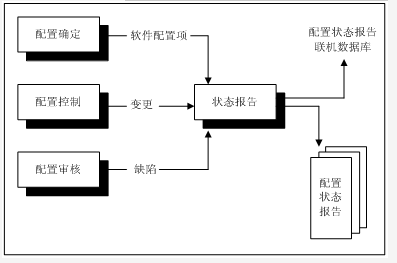 配置确定
软件配置项
配置状态报告
联机数据库
配置控制
变更
状态报告
配置审核
缺陷
配置
状态
报告